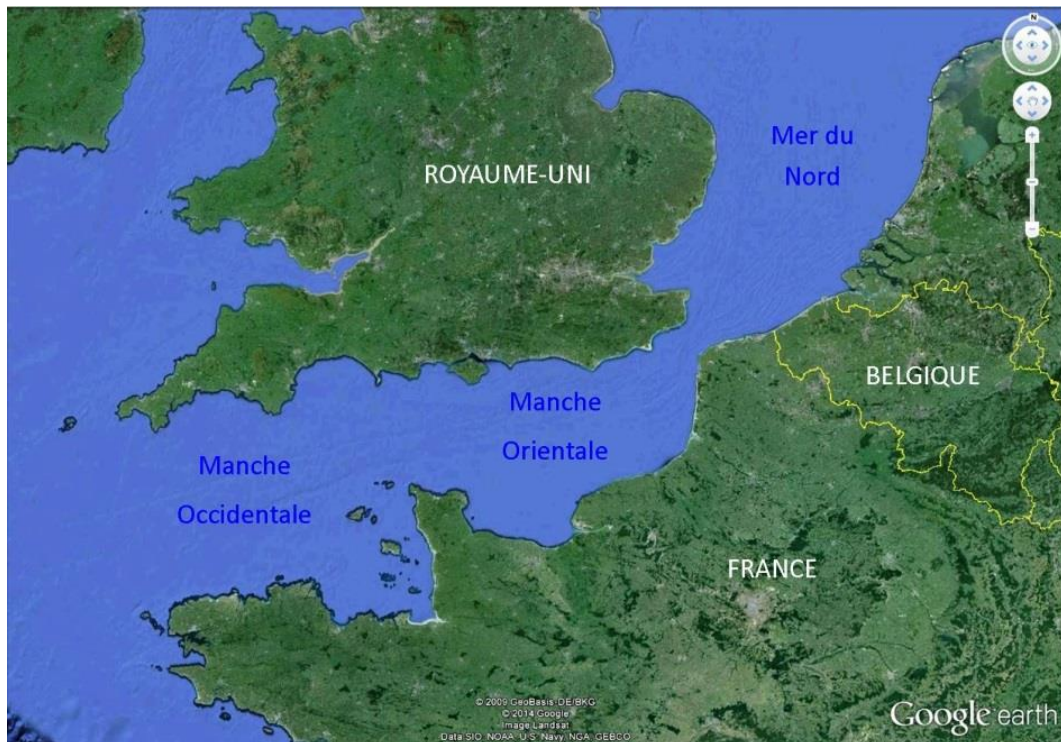 N
Mer du
Nord
ROYAUME-UNI
BELGIQUE
Manche
Orientale
Manche
Occidentale
FRANCE
© 2009 GeoBasis-DE/BKG
© 2014 Google
Image Landsat
Data SIO, NOAA, U.S. Navy, NGA, GEBCO
Google earth